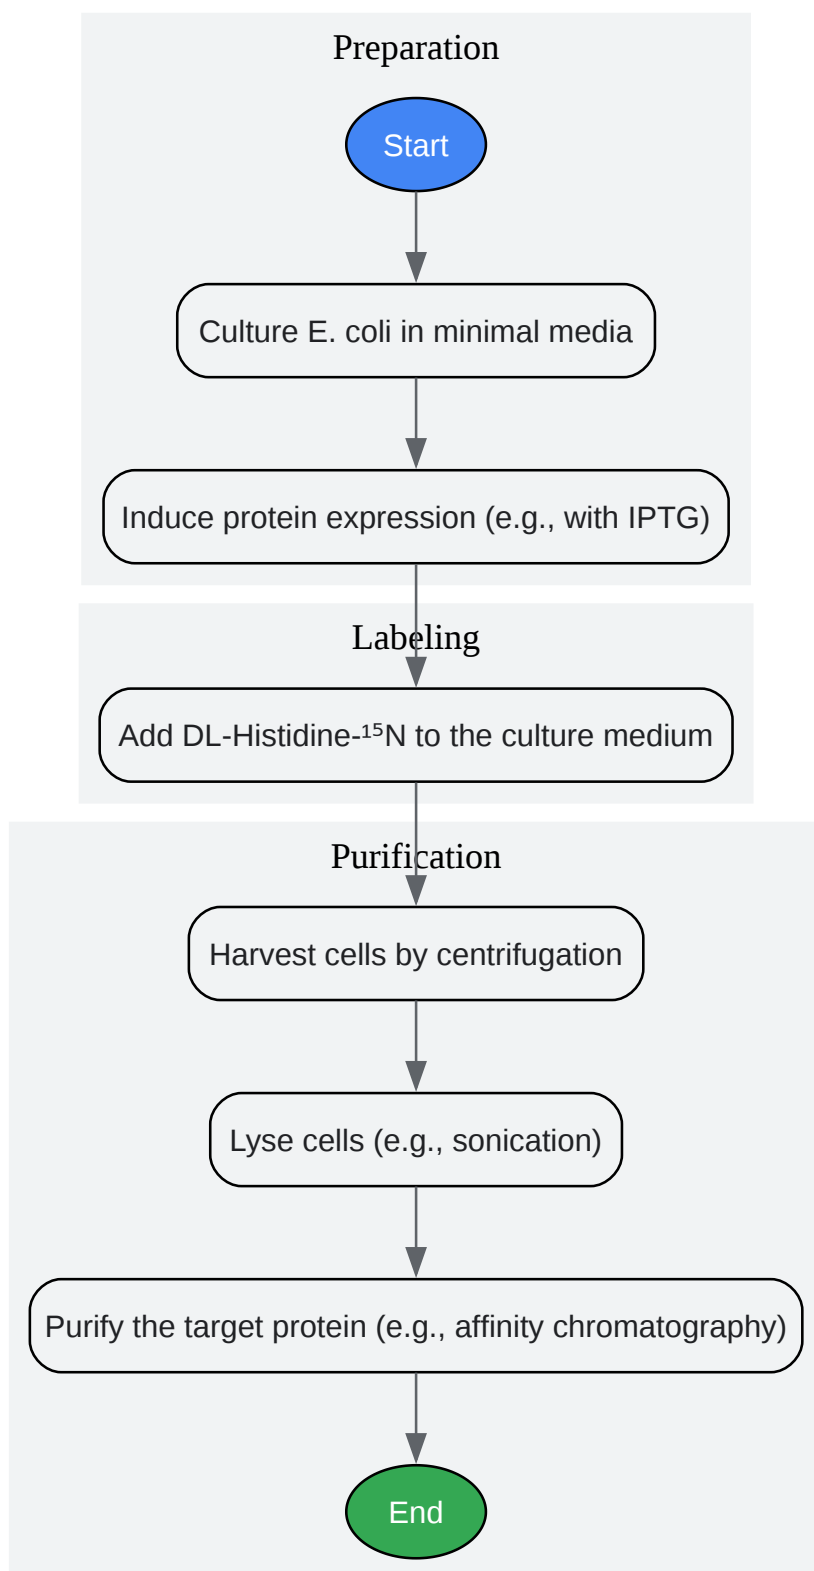 Preparation
Start
Culture E. coli in minimal media
Induce protein expression (e.g., with IPTG)
Labeling
Add DL-Histidine-¹⁵N to the culture medium
Purification
Harvest cells by centrifugation
Lyse cells (e.g., sonication)
Purify the target protein (e.g., affinity chromatography)
End